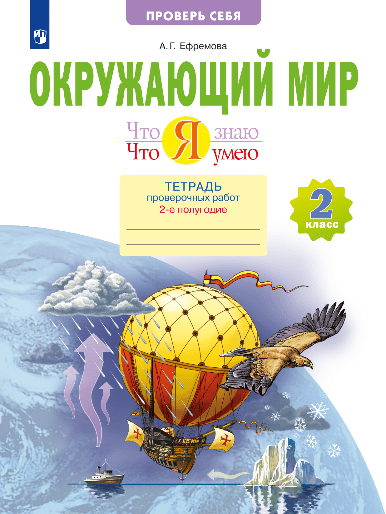 ПРОВЕРЬ СЕБЯ
А. Г. Ефремова
ОКРУЖАЮЩИЙ МИР
Что Я знаю
Что Я умею
ТЕТРАДЬ
проверочных работ
2-е полугодие
2
класс